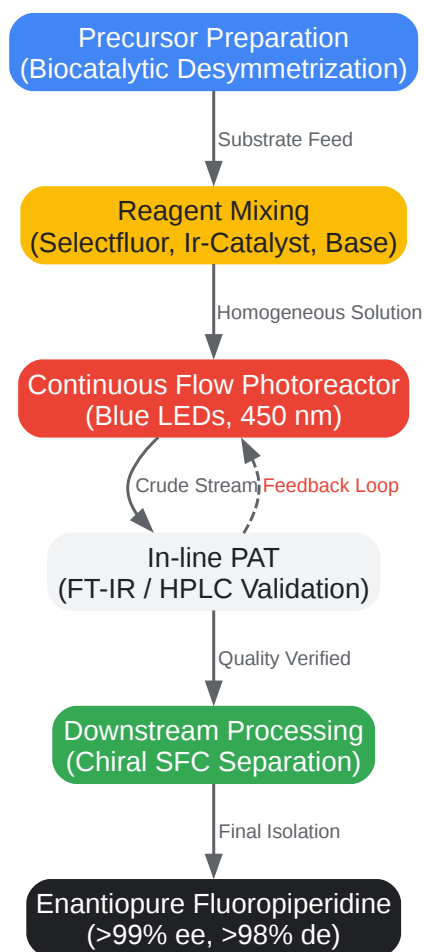 Precursor Preparation
(Biocatalytic Desymmetrization)
Substrate Feed
Reagent Mixing
(Selectfluor, Ir-Catalyst, Base)
Homogeneous Solution
Continuous Flow Photoreactor
(Blue LEDs, 450 nm)
Crude Stream
Feedback Loop
In-line PAT
(FT-IR / HPLC Validation)
Quality Verified
Downstream Processing
(Chiral SFC Separation)
Final Isolation
Enantiopure Fluoropiperidine
(>99% ee, >98% de)